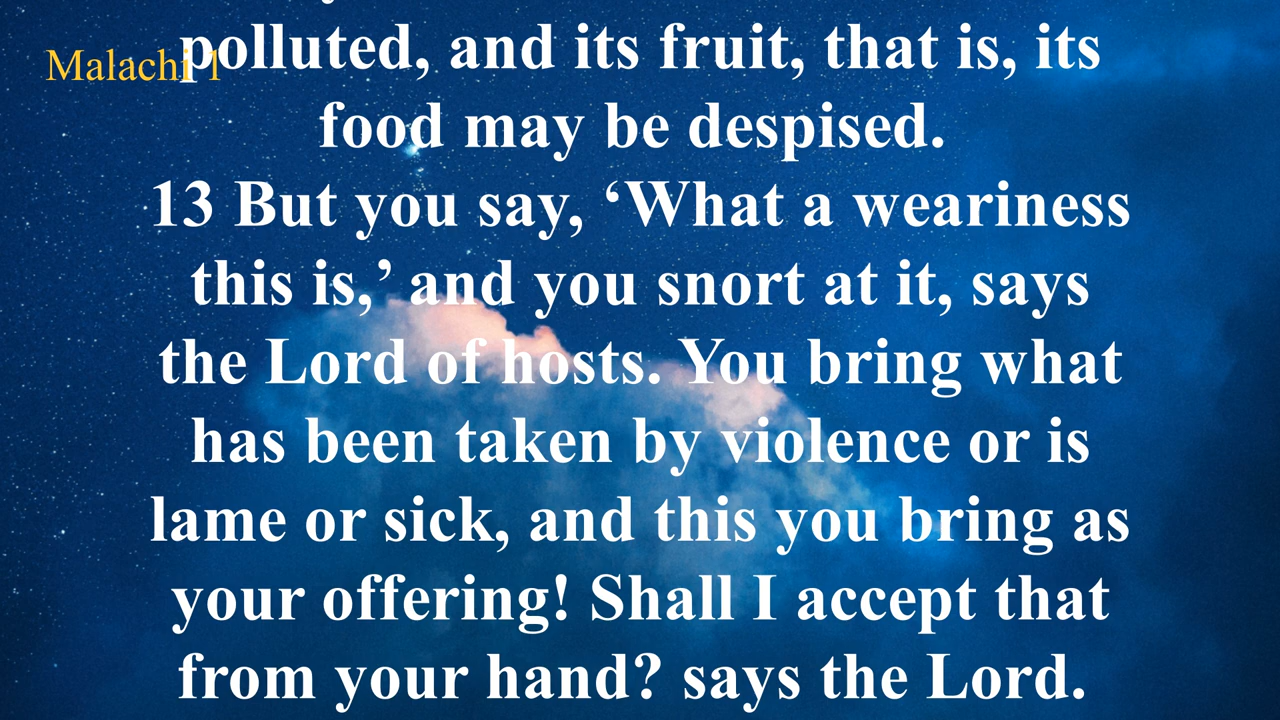 Malachi 1
polluted, and its fruit, that is, its
food may be despised.
13 But you say, ‘What a weariness
this is,’ and you snort at it, says
the Lord of hosts. You bring what
has been taken by violence or is
lame or sick, and this you bring as
your offering! Shall I accept that
from your hand? says the Lord.